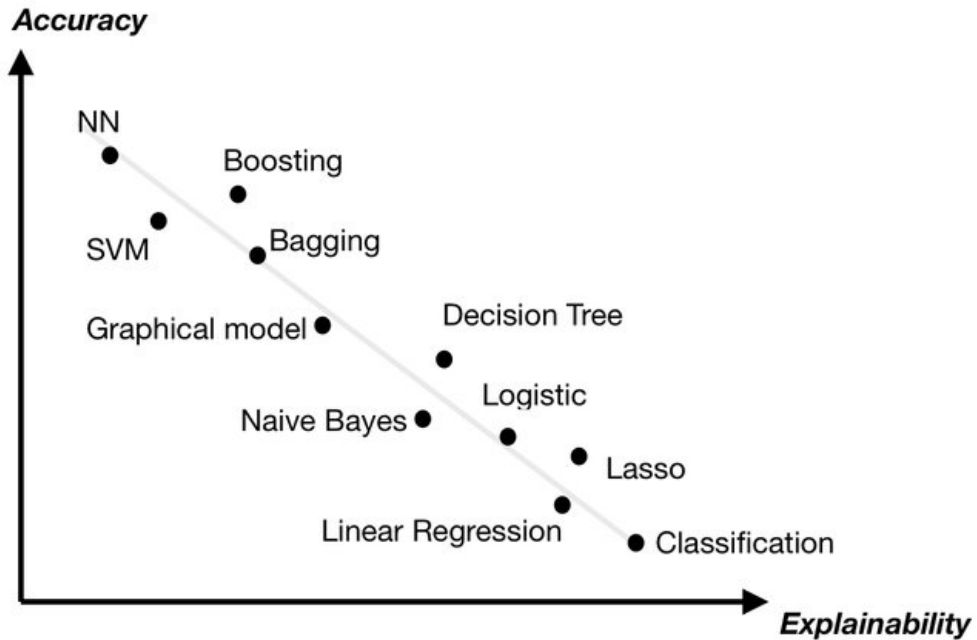 Accuracy
NN
Boosting
SVM
Bagging
Graphical model
Decision Tree
Logistic
Naive Bayes
Lasso
Linear Regression
Classification
Explainability